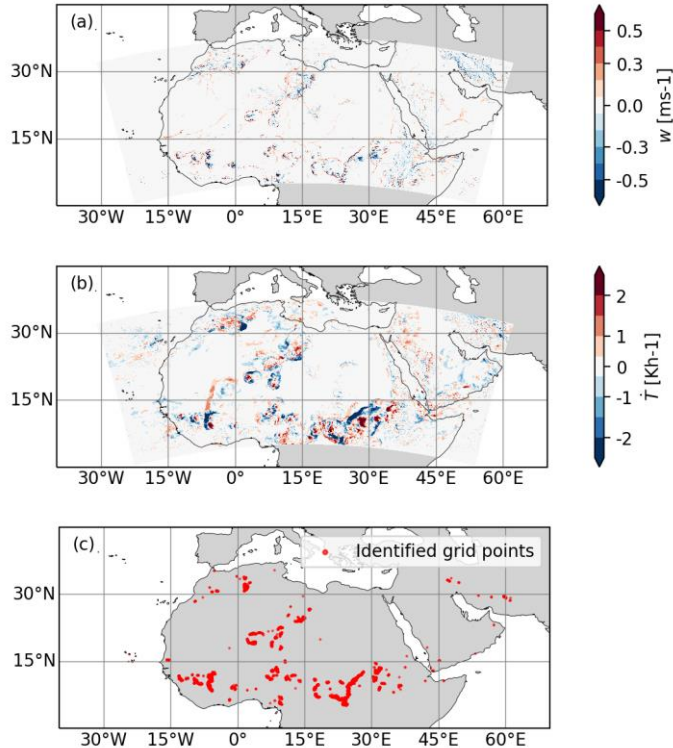 (a)
30°N
15°N
30°W 15°W 0° 15°E 30°E 45°E 60°E
0.5
0.3
0.0
-0.3
-0.5
w [ms-1]
(b)
30°N
15°N
30°W 15°W 0° 15°E 30°E 45°E 60°E
2
1
0
-1
-2
Ṫ [Kh-1]
(c)
Identified grid points
30°N
15°N
30°W 15°W 0° 15°E 30°E 45°E 60°E